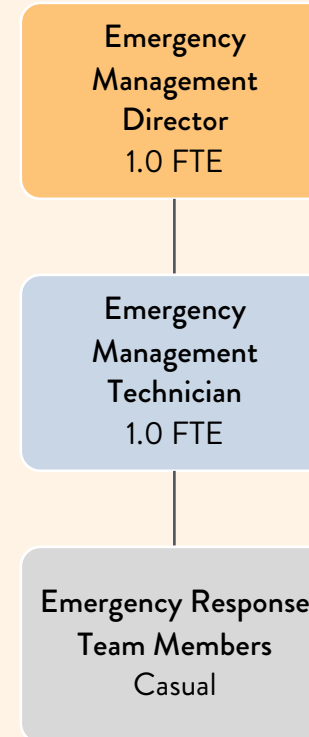 Emergency
Management
Director
1.0 FTE
Emergency
Management
Technician
1.0 FTE
Emergency Response
Team Members
Casual